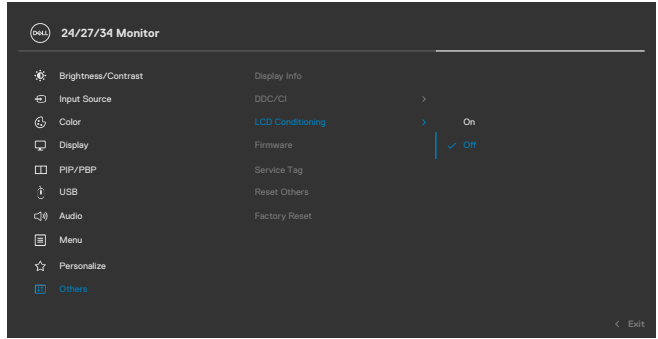 DELL 24/27/34 Monitor
Brightness/Contrast Display Info
Input Source DDC/CI
Color LCD Conditioning On
Display Firmware Off
PIP/PBP Service Tag
USB Reset Others
Audio Factory Reset
Menu
Personalize
Others
Exit